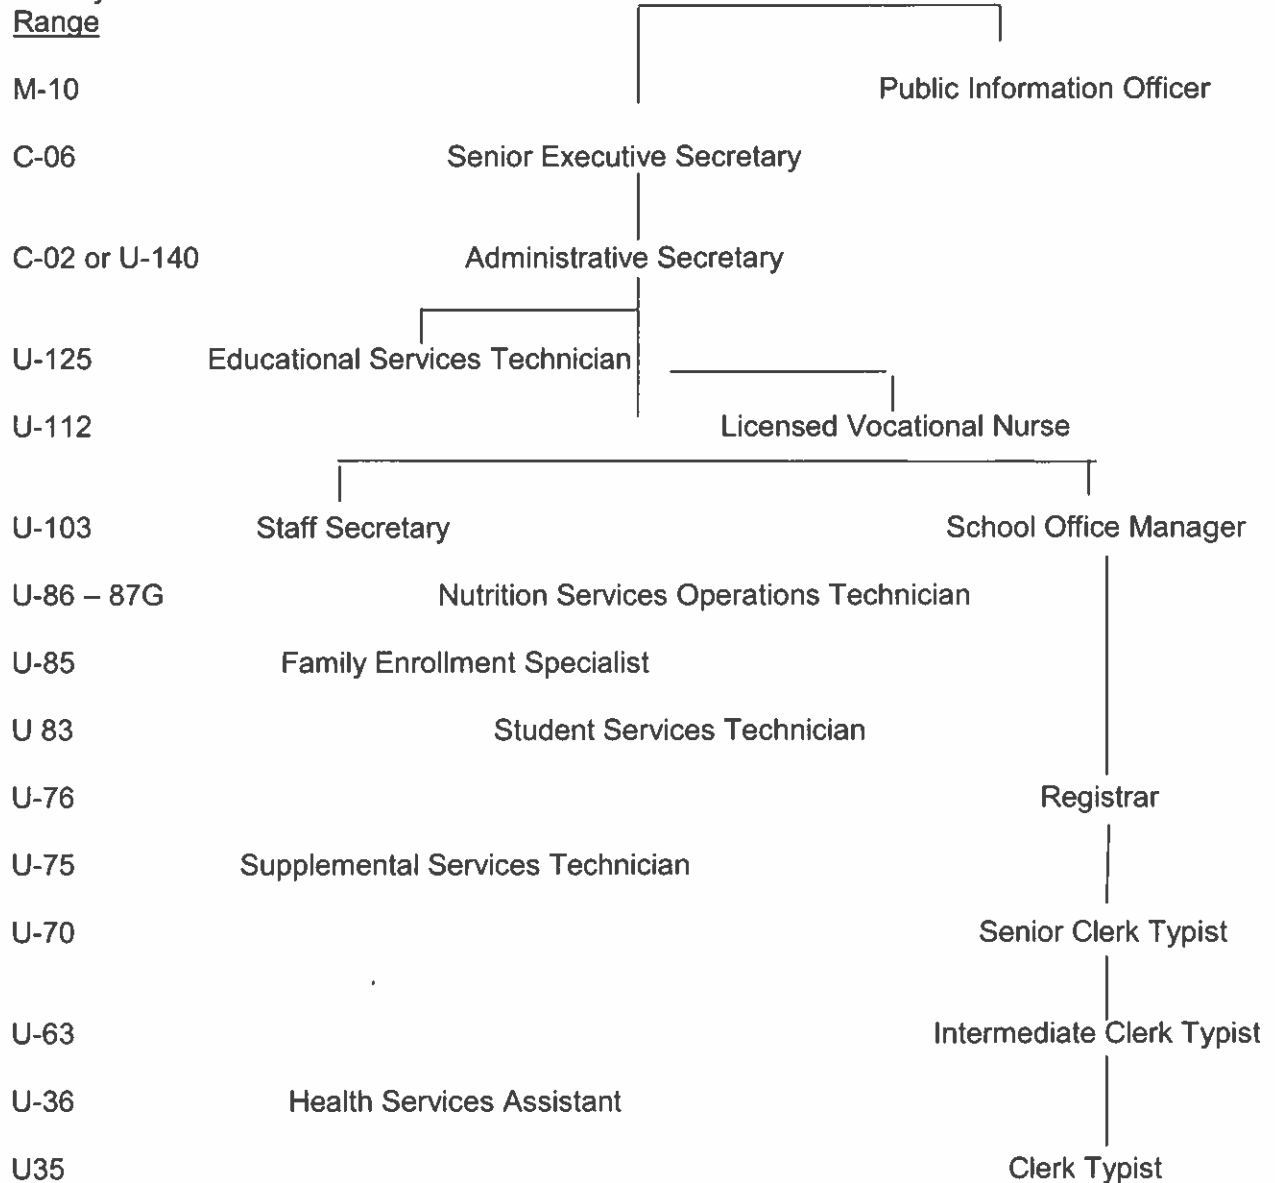 Range
M-10 Public Information Officer
C-06 Senior Executive Secretary
C-02 or U-140 Administrative Secretary
U-125 Educational Services Technician
U-112 Licensed Vocational Nurse
U-103 Staff Secretary School Office Manager
U-86 – 87G Nutrition Services Operations Technician
U-85 Family Enrollment Specialist
U 83 Student Services Technician
U-76 Registrar
U-75 Supplemental Services Technician
U-70 Senior Clerk Typist
U-63 Intermediate Clerk Typist
U-36 Health Services Assistant
U35 Clerk Typist